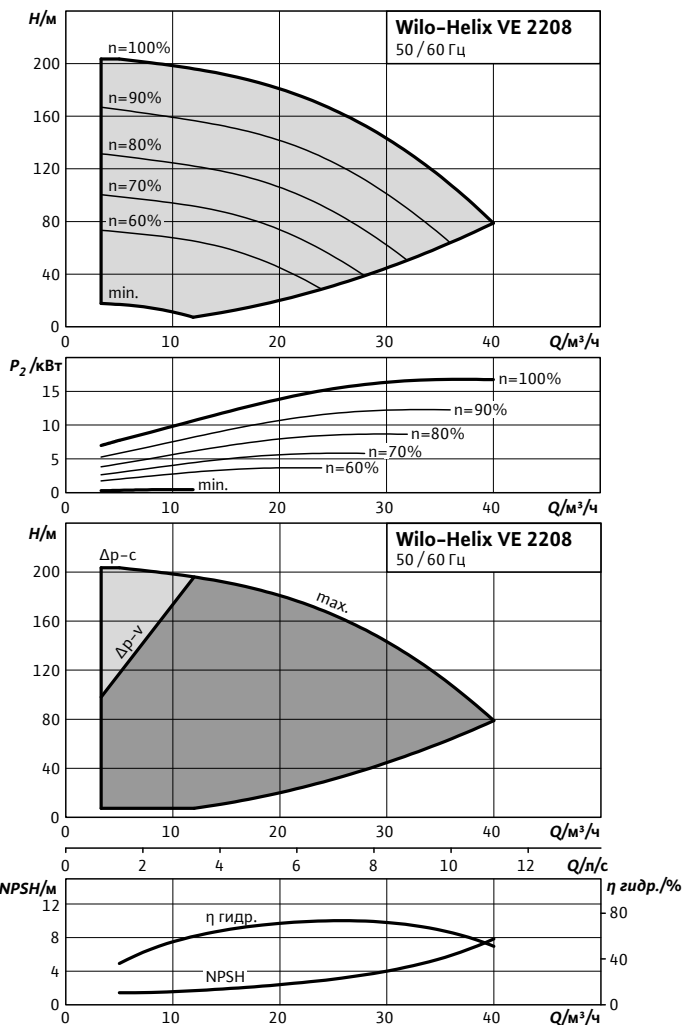 H/м
Wilo-Helix VE 2208
50 / 60 Гц
n=100%
200
n=90%
160
n=80%
120
n=70%
80
n=60%
40
min.
0
0 10 20 30 40 Q/м³/ч
P2 /кВт
15
n=100%
n=90%
10
n=80%
5
n=70%
n=60%
min.
0
0 10 20 30 40 Q/м³/ч
H/м
Wilo-Helix VE 2208
50 / 60 Гц
Δp-c
200
max.
160
Δp-v
120
80
40
0
0 10 20 30 40 Q/м³/ч
0 2 4 6 8 10 12 Q/л/с
NPSH/м
η гидр./%
12
η гидр.
80
8
40
NPSH
4
0
0
0 10 20 30 40 Q/м³/ч